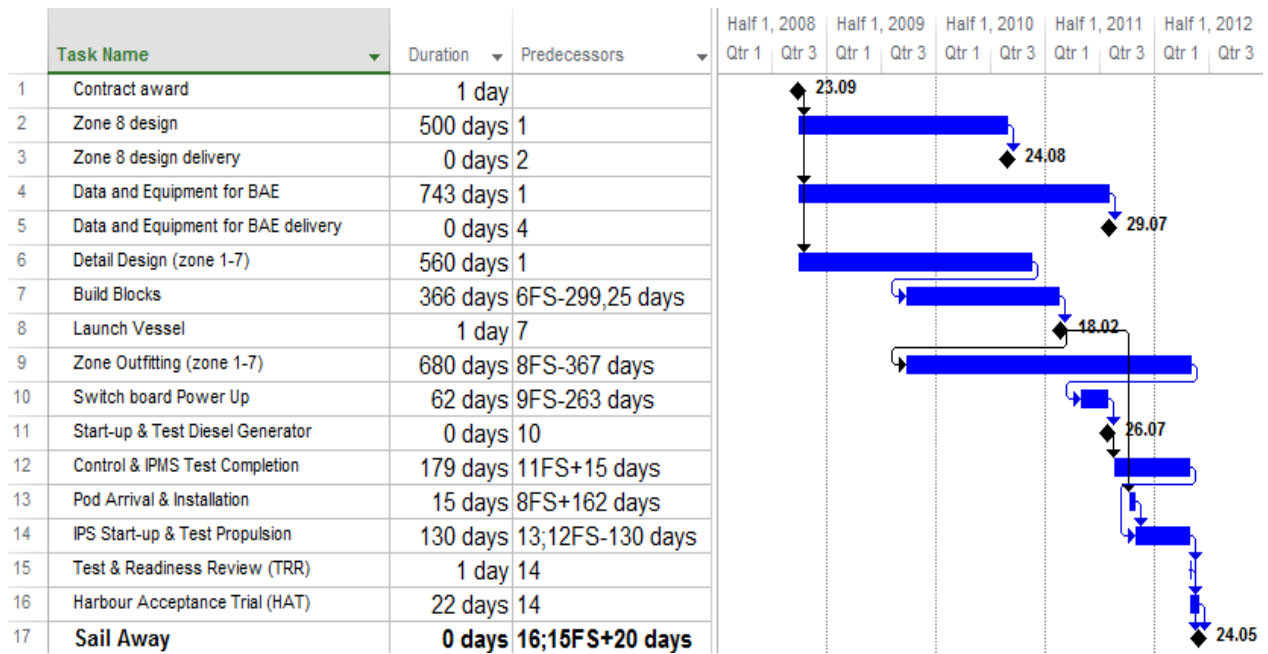 Half 1, 2008 Half 1, 2009 Half 1, 2010 Half 1, 2011 Half 1, 2012
Task Name Duration Predecessors Qtr 1 Qtr 3 Qtr 1 Qtr 3 Qtr 1 Qtr 3 Qtr 1 Qtr 3 Qtr 1 Qtr 3
1 Contract award 1 day 23.09
2 Zone 8 design 500 days 1
3 Zone 8 design delivery 0 days 2 24.08
4 Data and Equipment for BAE 743 days 1
5 Data and Equipment for BAE delivery 0 days 4 29.07
6 Detail Design (zone 1-7) 560 days 1
7 Build Blocks 366 days 6FS-299,25 days
8 Launch Vessel 1 day 7 18.02
9 Zone Outfitting (zone 1-7) 680 days 8FS-367 days
10 Switch board Power Up 62 days 9FS-263 days
11 Start-up & Test Diesel Generator 0 days 10 26.07
12 Control & IPMS Test Completion 179 days 11FS+15 days
13 Pod Arrival & Installation 15 days 8FS+162 days
14 IPS Start-up & Test Propulsion 130 days 13;12FS-130 days
15 Test & Readiness Review (TRR) 1 day 14
16 Harbour Acceptance Trial (HAT) 22 days 14
17 Sail Away 0 days 16;15FS+20 days 24.05